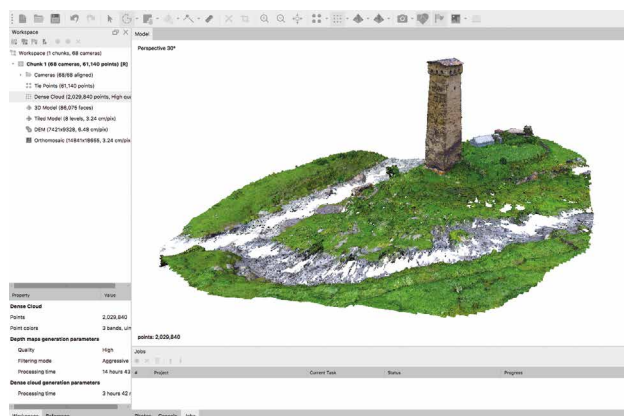 Workspace
Model
Workspace (1 chunks, 68 cameras)
Chunk 1 (68 cameras, 61,140 points) [R]
Cameras (68/68 aligned)
Tie Points (61,140 points)
Dense Cloud (2,029,840 points, High qu
3D Model (86,075 faces)
Tiled Model (8 levels, 3.24 cm/pix)
DEM (7421x9328, 6.48 cm/pix)
Orthomosaic (14841x18656, 3.24 cm/pix
Perspective 30°
points: 2,029,840
Property Value
Dense Cloud
Points 2,029,840
Point colors 3 bands, uin
Depth maps generation parameters
Quality High
Filtering mode Aggressive
Processing time 14 hours 43
Dense cloud generation parameters
Processing time 3 hours 42 r
Jobs
# Project Current Task Status Progress
Workspace Reference
Photos Console Jobs